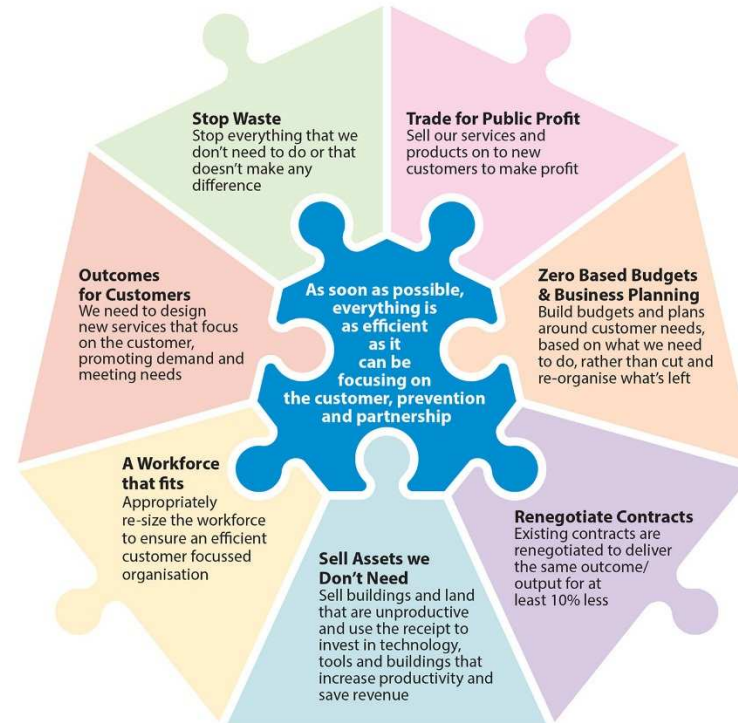 Stop Waste
Stop everything that we
don't need to do or that
doesn't make any
difference
Trade for Public Profit
Sell our services and
products on to new
customers to make profit
Outcomes
for Customers
We need to design
new services that focus
on the customer,
promoting demand and
meeting needs
As soon as possible,
everything is
as efficient
as it
can be
focusing on
the customer, prevention
and partnership
Zero Based Budgets
& Business Planning
Build budgets and plans
around customer needs,
based on what we need
to do, rather than cut and
re-organise what's left
A Workforce
that fits
Appropriately
re-size the workforce
to ensure an efficient
customer focussed
organisation
Sell Assets we
Don't Need
Sell buildings and land
that are unproductive
and use the receipt to
invest in technology,
tools and buildings that
increase productivity and
save revenue
Renegotiate Contracts
Existing contracts are
renegotiated to deliver
the same outcome/
output for at
least 10% less